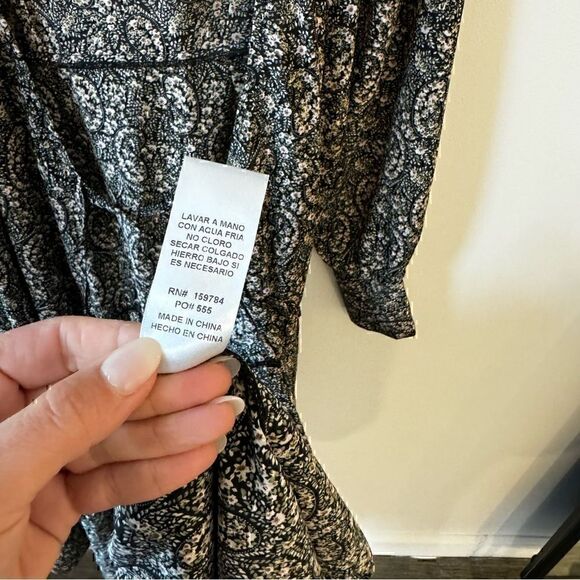 LAVAR A MANO
CON AGUA FRIA
NO CLORO
SECAR COLGADO
HIERRO BAJO SI
ES NECESARIO
RN# 159784
PO# 555
MADE IN CHINA
HECHO EN CHINA